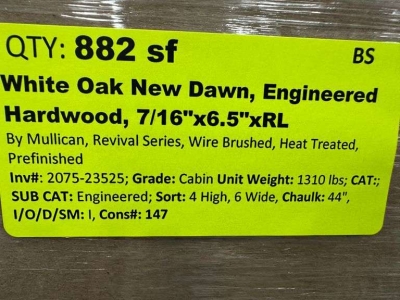 QTY: 882 sf BS
White Oak New Dawn, Engineered
Hardwood, 7/16"x6.5"xRL
By Mullican, Revival Series, Wire Brushed, Heat Treated,
Prefinished
Inv#: 2075-23525; Grade: Cabin Unit Weight: 1310 lbs; CAT:;
SUB CAT: Engineered; Sort: 4 High, 6 Wide, Chaulk: 44",
I/O/D/SM: I, Cons#: 147